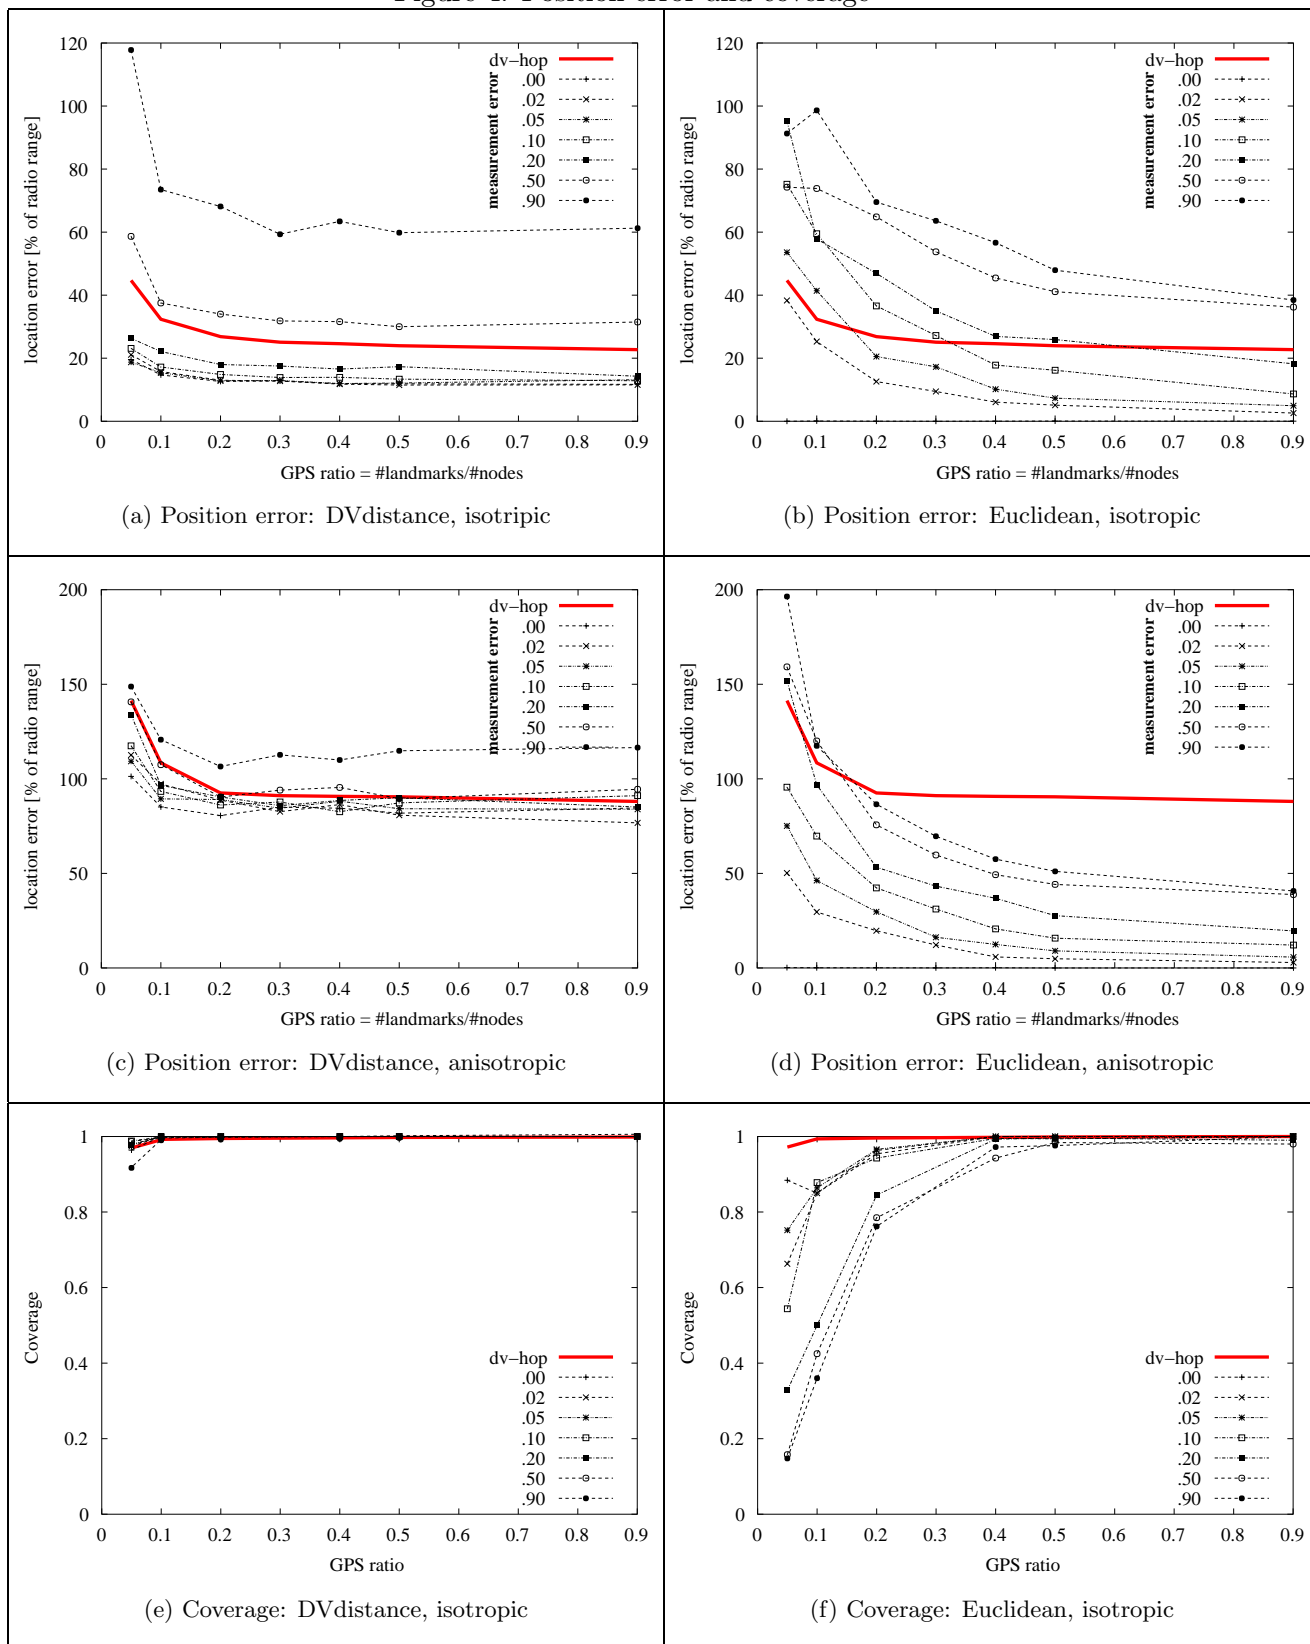 120
100
80
60
40
20
0
0 0.1 0.2 0.3 0.4 0.5 0.6 0.7 0.8 0.9
location error [% of radio range]
GPS ratio = #landmarks/#nodes
measurement error
dv-hop
.00
.02
.05
.10
.20
.50
.90
(a) Position error: DVdistance, isotripic
120
100
80
60
40
20
0
0 0.1 0.2 0.3 0.4 0.5 0.6 0.7 0.8 0.9
location error [% of radio range]
GPS ratio = #landmarks/#nodes
measurement error
dv-hop
.00
.02
.05
.10
.20
.50
.90
(b) Position error: Euclidean, isotropic
200
150
100
50
0
0 0.1 0.2 0.3 0.4 0.5 0.6 0.7 0.8 0.9
location error [% of radio range]
GPS ratio = #landmarks/#nodes
measurement error
dv-hop
.00
.02
.05
.10
.20
.50
.90
(c) Position error: DVdistance, anisotropic
200
150
100
50
0
0 0.1 0.2 0.3 0.4 0.5 0.6 0.7 0.8 0.9
location error [% of radio range]
GPS ratio = #landmarks/#nodes
measurement error
dv-hop
.00
.02
.05
.10
.20
.50
.90
(d) Position error: Euclidean, anisotropic
1
0.8
0.6
0.4
0.2
0
0 0.1 0.2 0.3 0.4 0.5 0.6 0.7 0.8 0.9
Coverage
GPS ratio
dv-hop
.00
.02
.05
.10
.20
.50
.90
(e) Coverage: DVdistance, isotropic
1
0.8
0.6
0.4
0.2
0
0 0.1 0.2 0.3 0.4 0.5 0.6 0.7 0.8 0.9
Coverage
GPS ratio
dv-hop
.00
.02
.05
.10
.20
.50
.90
(f) Coverage: Euclidean, isotropic